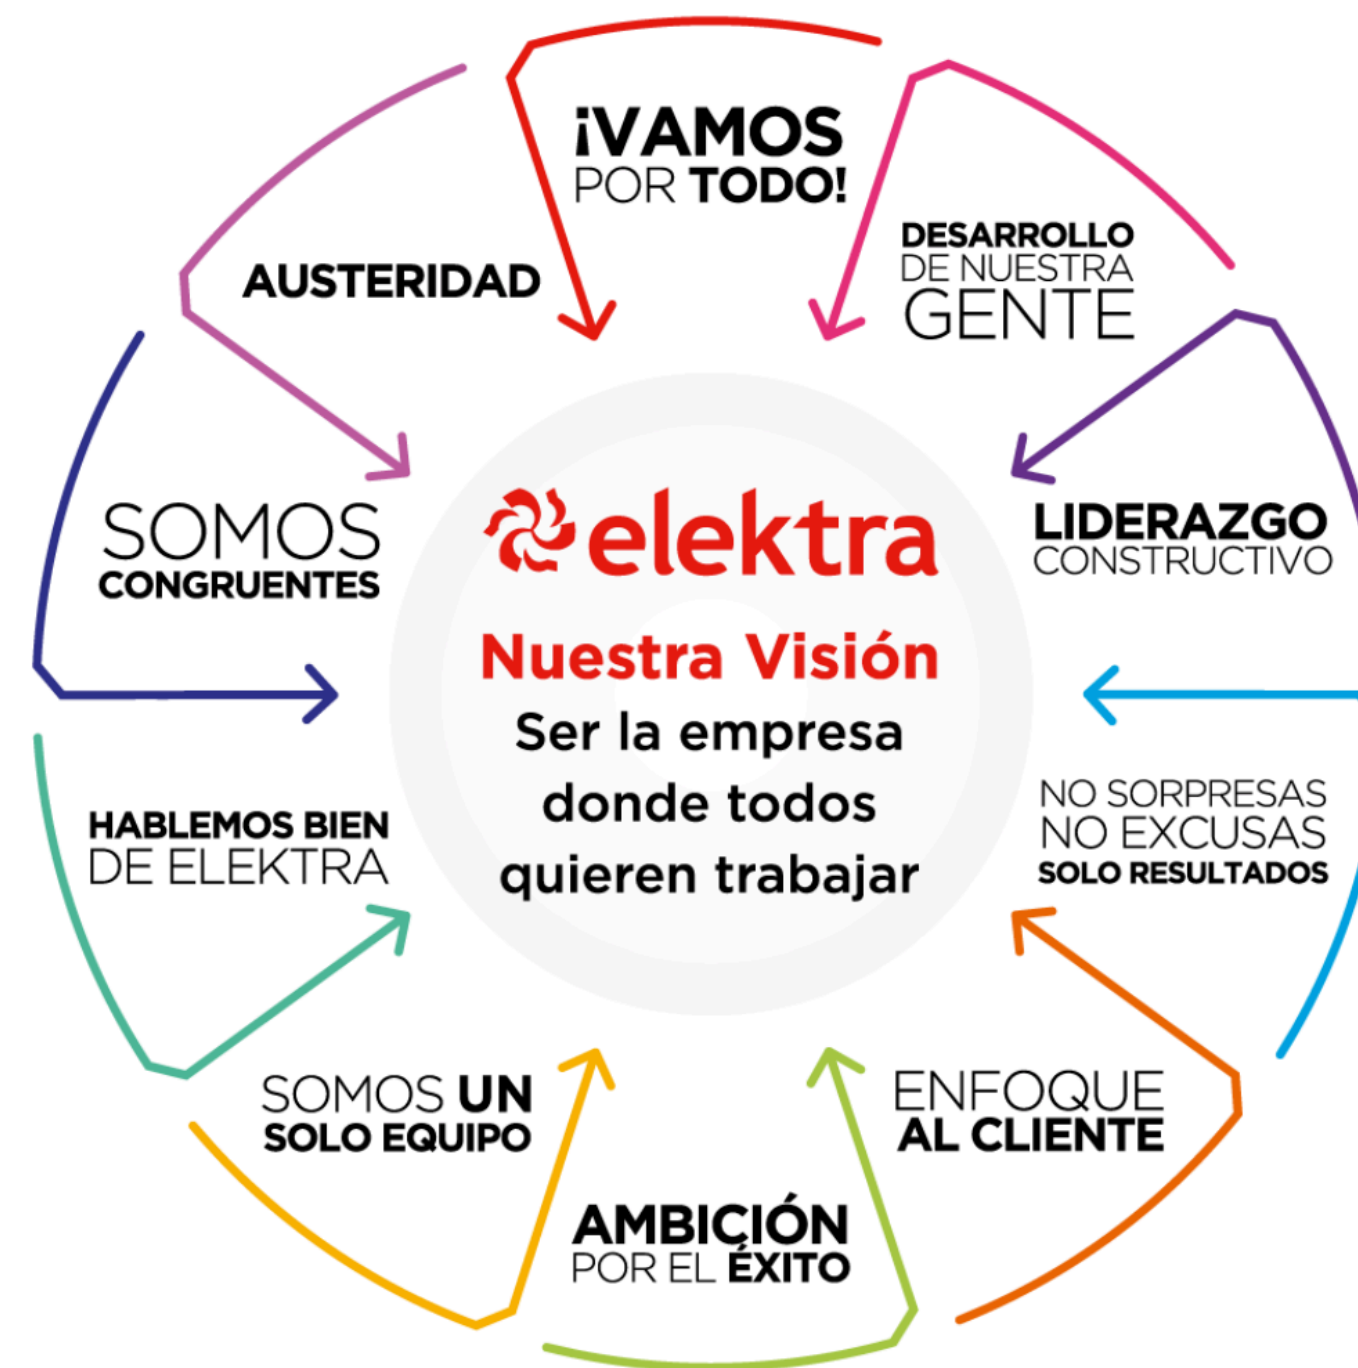 ¡VAMOS
POR TODO!
DESARROLLO
DE NUESTRA
GENTE
LIDERAZGO
CONSTRUCTIVO
NO SORPRESAS
NO EXCUSAS
SOLO RESULTADOS
ENFOQUE
AL CLIENTE
AMBICIÓN
POR EL ÉXITO
SOMOS UN
SOLO EQUIPO
HABLEMOS BIEN
DE ELEKTRA
SOMOS
CONGRUENTES
AUSTERIDAD
elektra
Nuestra Visión
Ser la empresa
donde todos
quieren trabajar